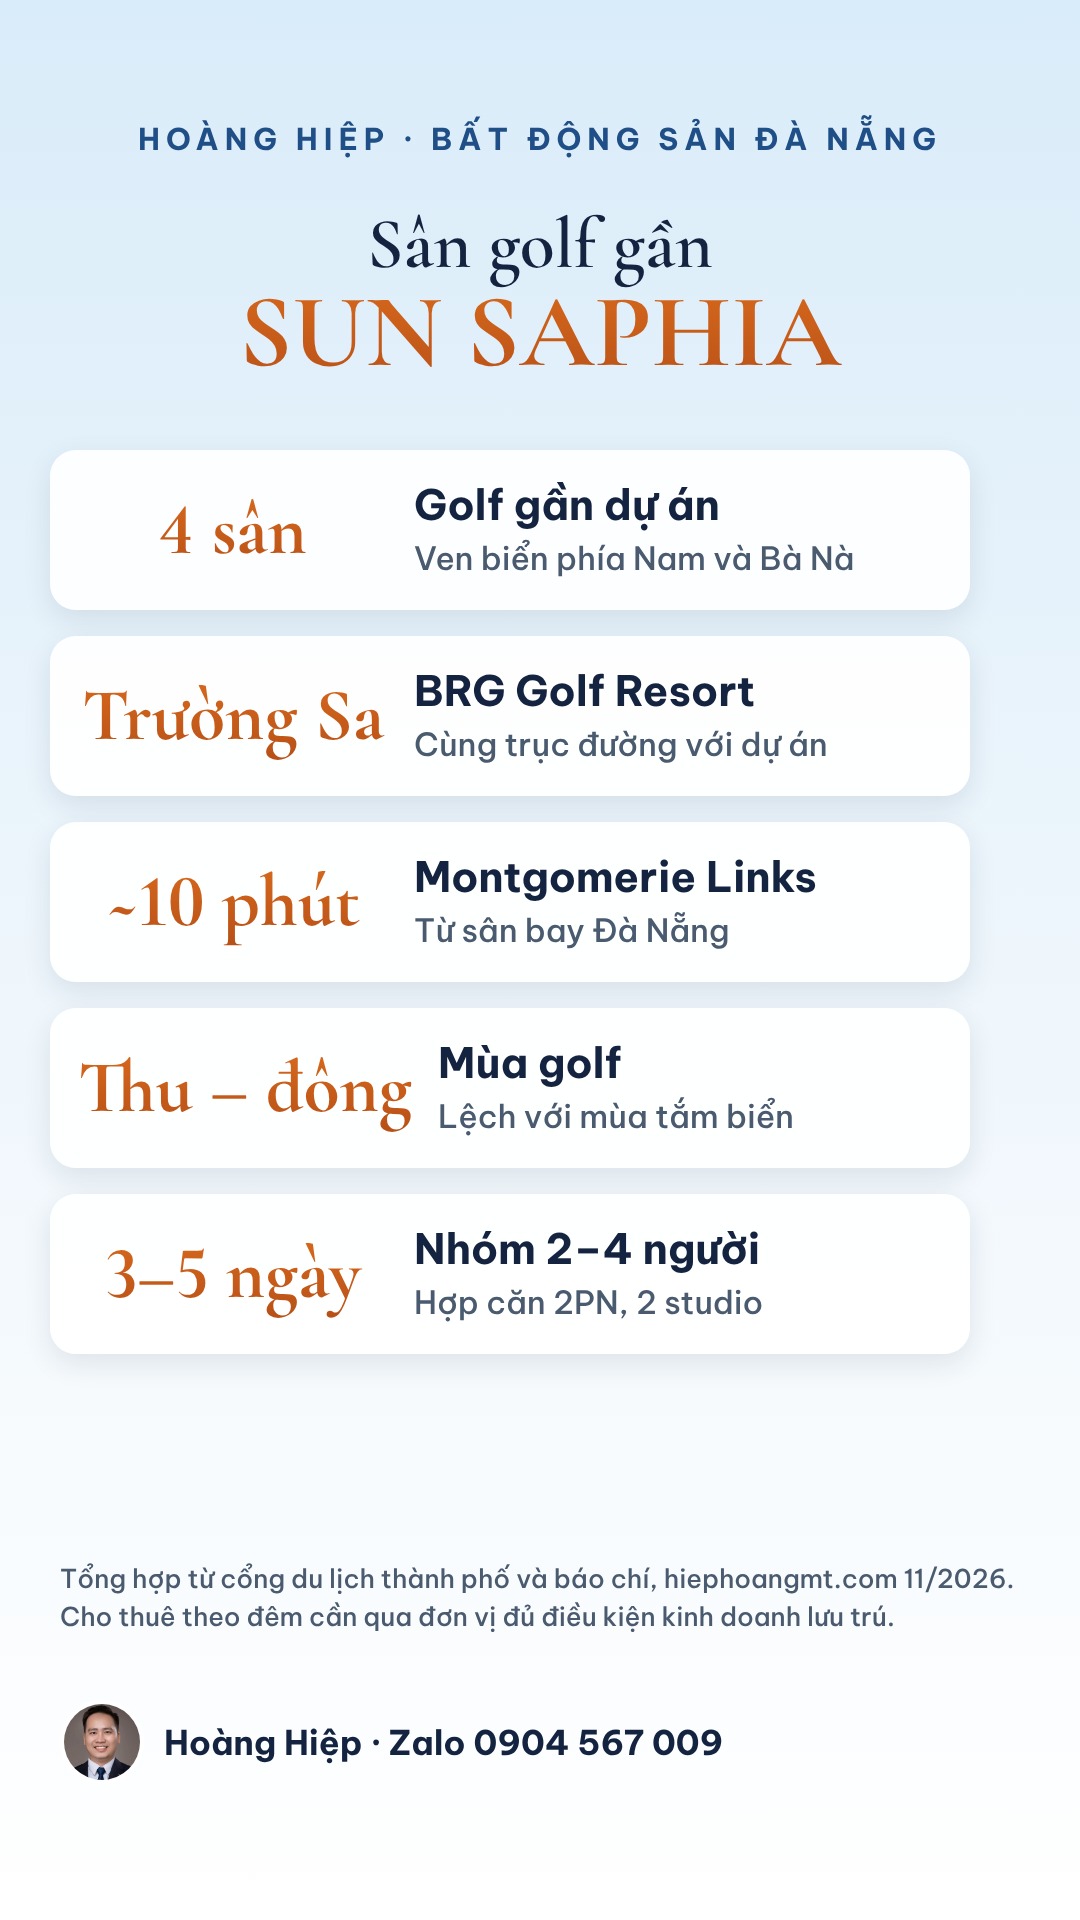 HOÀNG HIỆP · BẤT ĐỘNG SẢN ĐÀ NẴNG
Sân golf gần
SUN SAPHIA
4 sân
Golf gần dự án
Ven biển phía Nam và Bà Nà
Trường Sa
BRG Golf Resort
Cùng trục đường với dự án
~10 phút
Montgomerie Links
Từ sân bay Đà Nẵng
Thu – đông
Mùa golf
Lệch với mùa tắm biển
3–5 ngày
Nhóm 2–4 người
Hợp căn 2PN, 2 studio
Tổng hợp từ cổng du lịch thành phố và báo chí, hiephoangmt.com 11/2026.
Cho thuê theo đêm cần qua đơn vị đủ điều kiện kinh doanh lưu trú.
Hoàng Hiệp · Zalo 0904 567 009